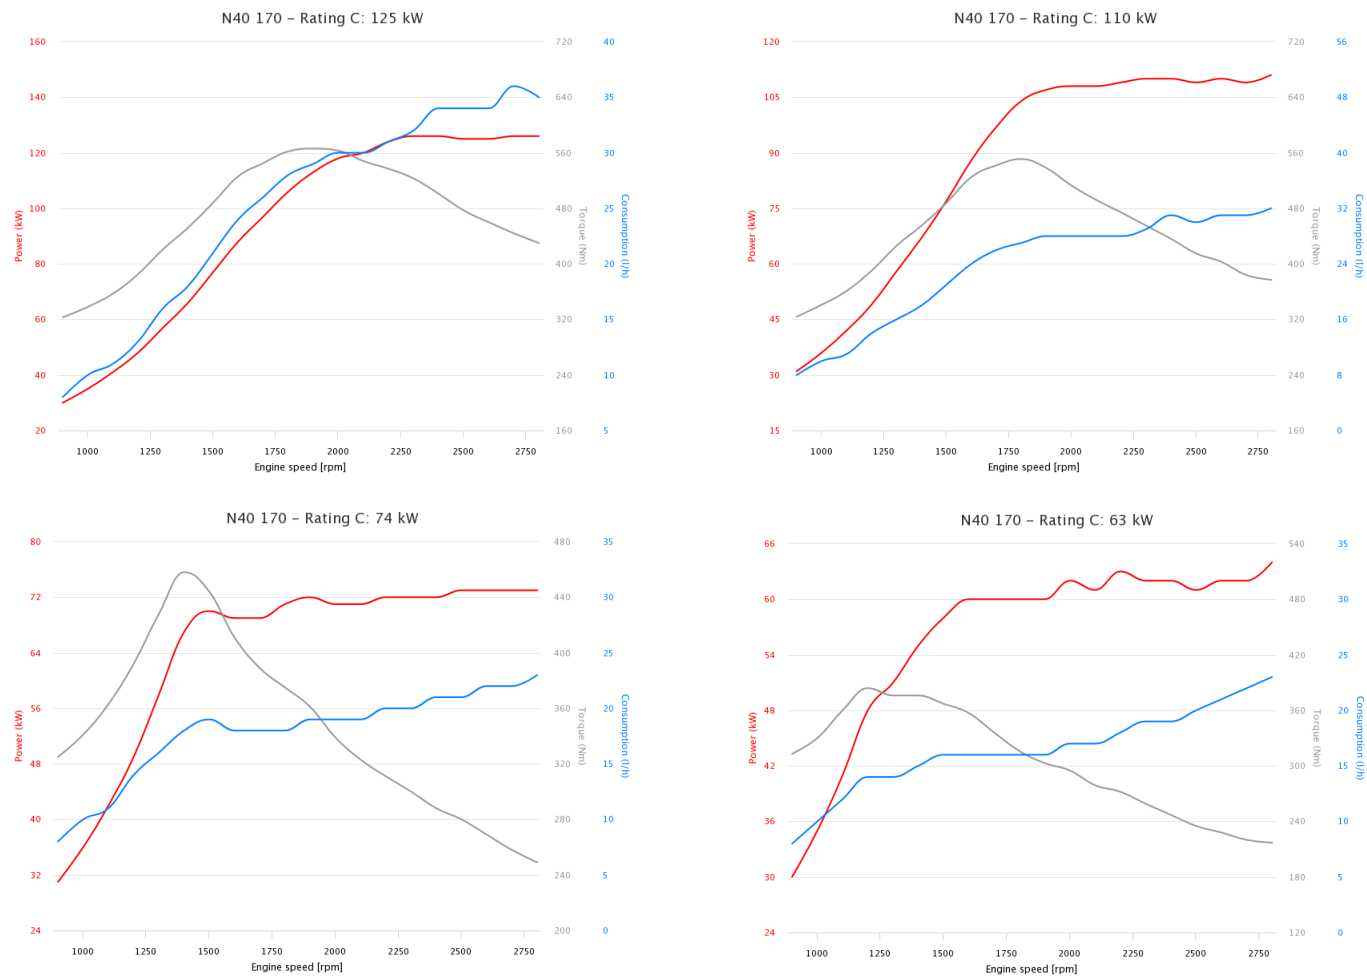 N40 170 – Rating C: 125 kW
160 720 40
140 640 35
120 560 30
100 480 25
80 400 20
60 320 15
40 240 10
20 160 5
Power (kW)
Torque (Nm)
Consumption (l/h)
1000 1250 1500 1750 2000 2250 2500 2750
Engine speed [rpm]
N40 170 – Rating C: 110 kW
120 720 56
105 640 48
90 560 40
75 480 32
60 400 24
45 320 16
30 240 8
15 160 0
Power (kW)
Torque (Nm)
Consumption (l/h)
1000 1250 1500 1750 2000 2250 2500 2750
Engine speed [rpm]
N40 170 – Rating C: 74 kW
80 480 35
72 440 30
64 400 25
56 360 20
48 320 15
40 280 10
32 240 5
24 200 0
Power (kW)
Torque (Nm)
Consumption (l/h)
1000 1250 1500 1750 2000 2250 2500 2750
Engine speed [rpm]
N40 170 – Rating C: 63 kW
66 540 35
60 480 30
54 420 25
48 360 20
42 300 15
36 240 10
30 180 5
24 120 0
Power (kW)
Torque (Nm)
Consumption (l/h)
1000 1250 1500 1750 2000 2250 2500 2750
Engine speed [rpm]